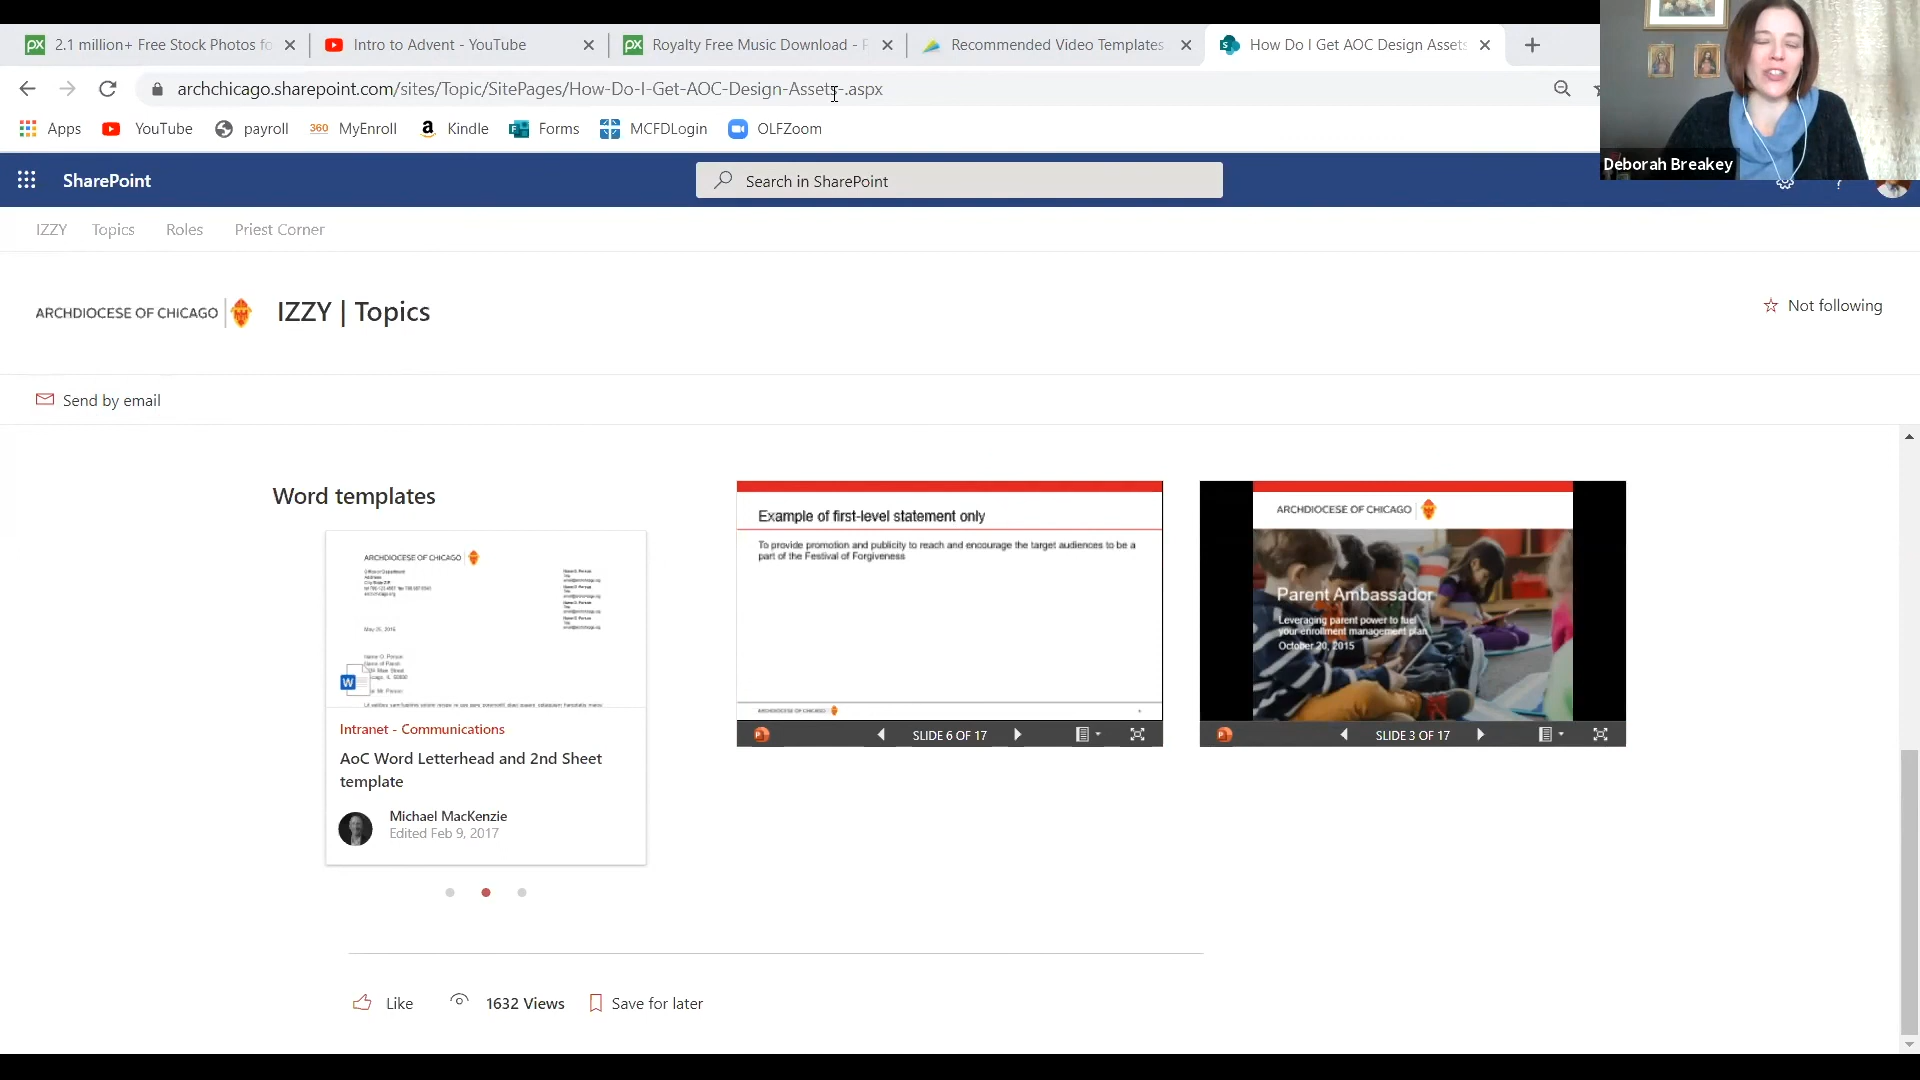 2.1 million+ Free Stock Photos fo
Intro to Advent - YouTube
Royalty Free Music Download - P
Recommended Video Templates
How Do I Get AOC Design Assets
archchicago.sharepoint.com/sites/Topic/SitePages/How-Do-I-Get-AOC-Design-Assets-.aspx
Apps
YouTube
payroll
360 MyEnroll
Kindle
Forms
MCFDLogin
OLFZoom
Deborah Breakey
SharePoint
Search in SharePoint
IZZY Topics Roles Priest Corner
ARCHDIOCESE OF CHICAGO
IZZY | Topics
Not following
Send by email
Word templates
ARCHDIOCESE OF CHICAGO
May 25, 2016
W
Intranet - Communications
AoC Word Letterhead and 2nd Sheet
template
Michael MacKenzie
Edited Feb 9, 2017
Example of first-level statement only
To provide promotion and publicity to reach and encourage the target audiences to be a
part of the Festival of Forgiveness
ARCHDIOCESE OF CHICAGO
SLIDE 6 OF 17
ARCHDIOCESE OF CHICAGO
Parent Ambassador
Leveraging parent power to fuel
your enrollment management plan
October 20, 2015
SLIDE 3 OF 17
Like
1632 Views
Save for later